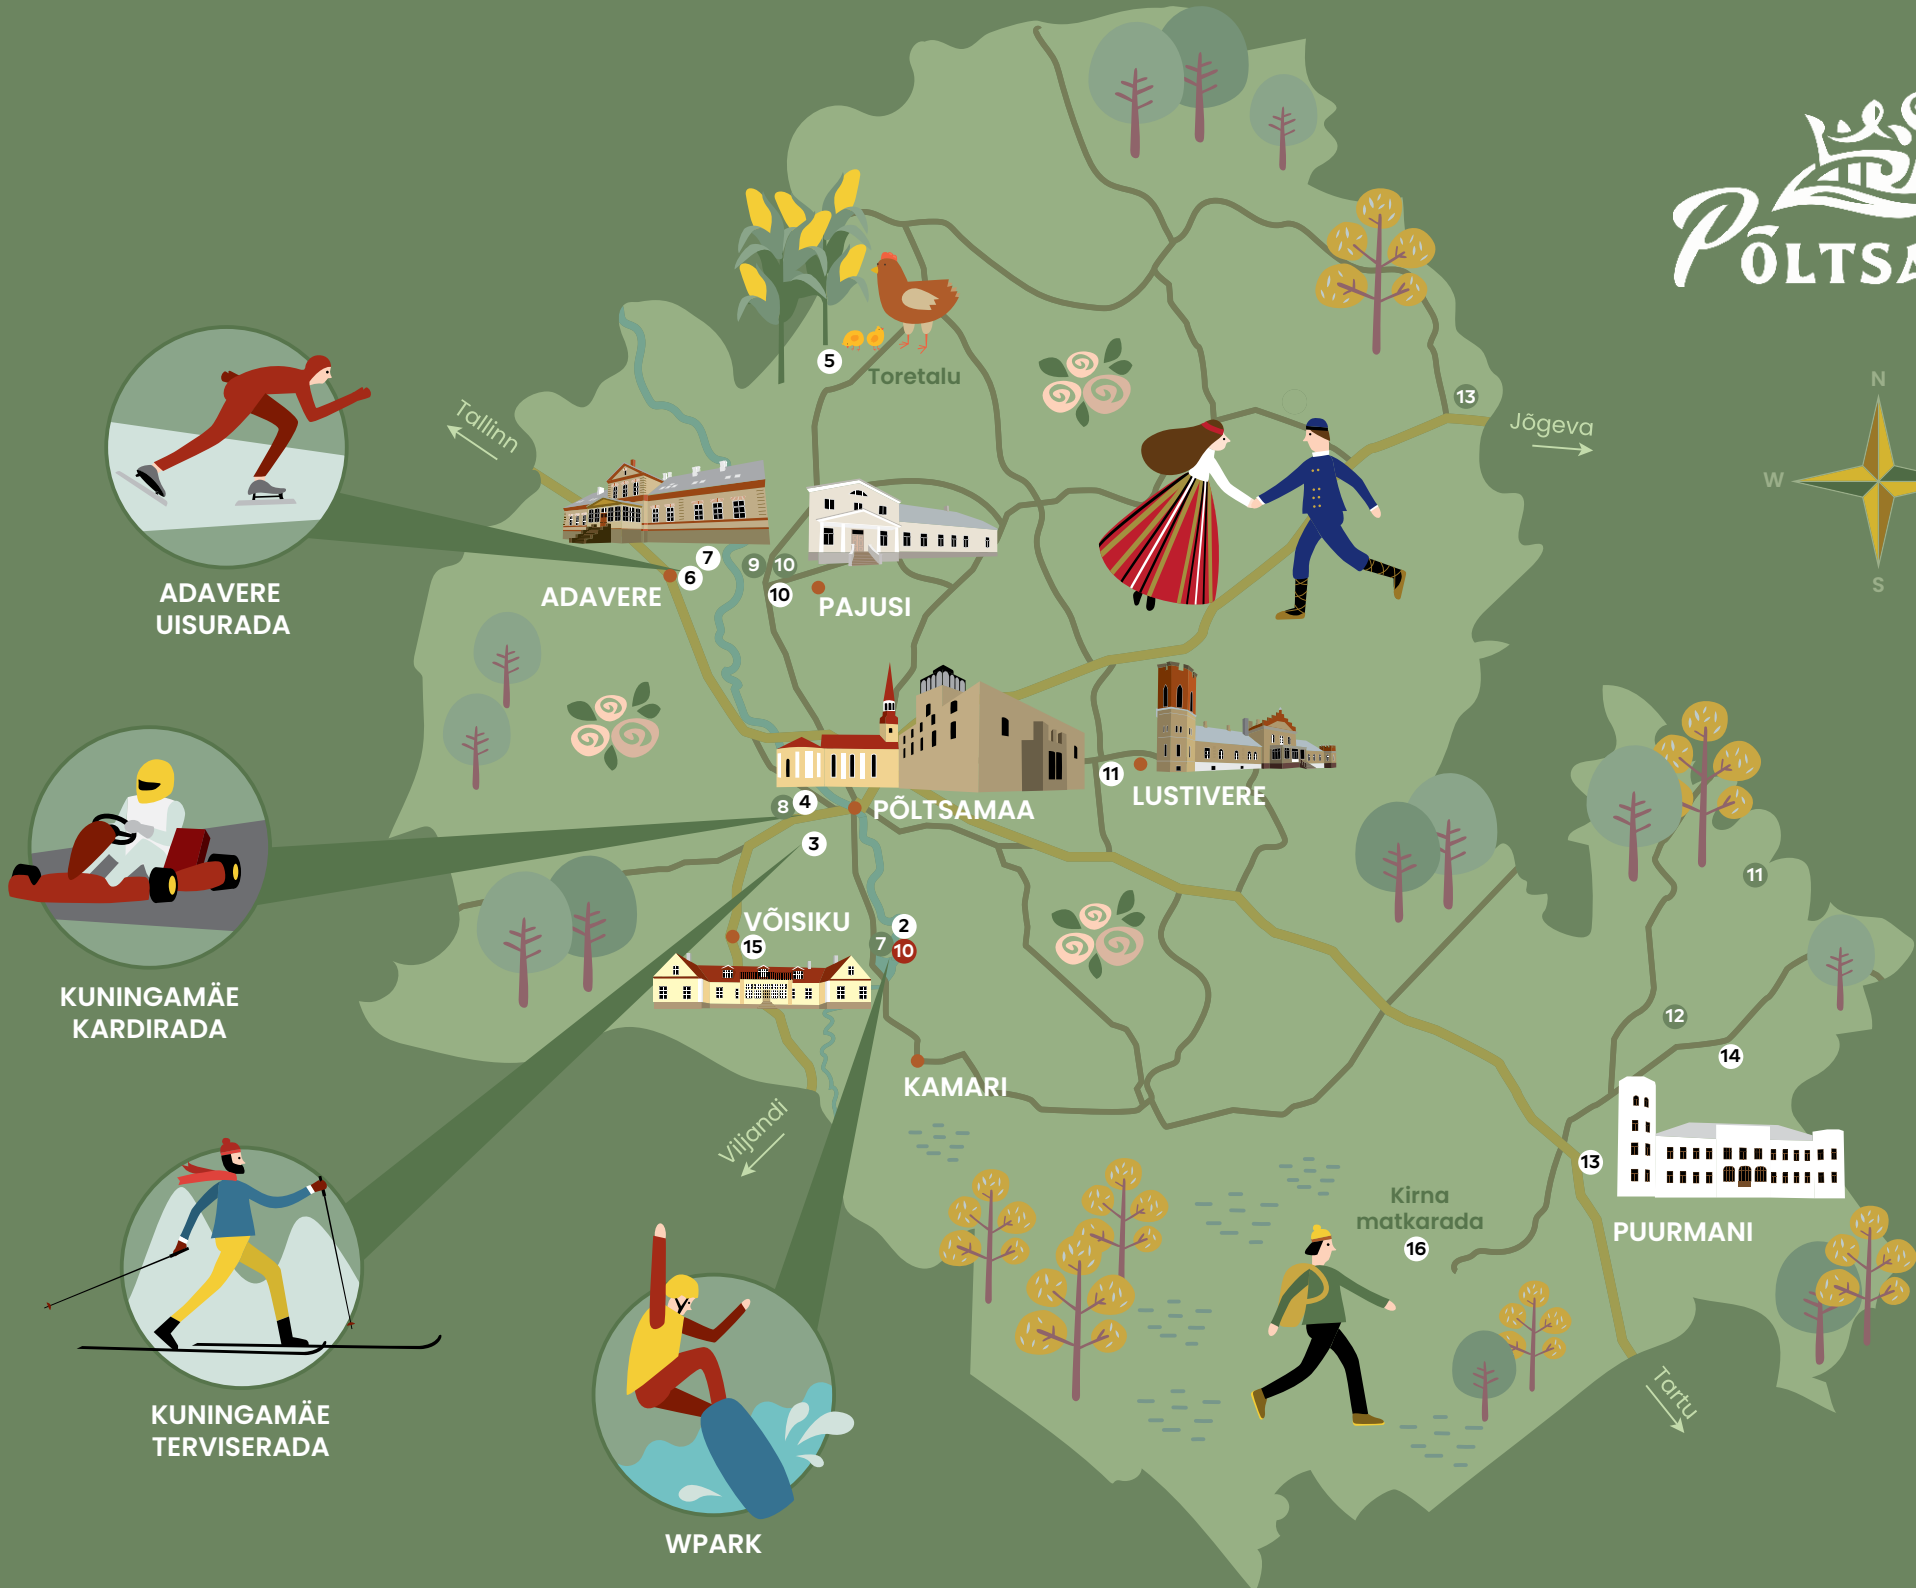 PÕLTSA
N
W
S
Tallinn
Jõgeva
5
Toretalu
13
ADAVERE
UISURADA
7
6
9
10
10
ADAVERE
PAJUSI
11
LUSTIVERE
8
4
PÕLTSAMAA
3
11
KUNINGAMÄE
KARDIRADA
VÕISIKU
15
2
7
10
12
14
KAMARI
Viljandi
13
PUURMANI
Kirna
matkarada
16
KUNINGAMÄE
TERVISERADA
Tartu
WPARK